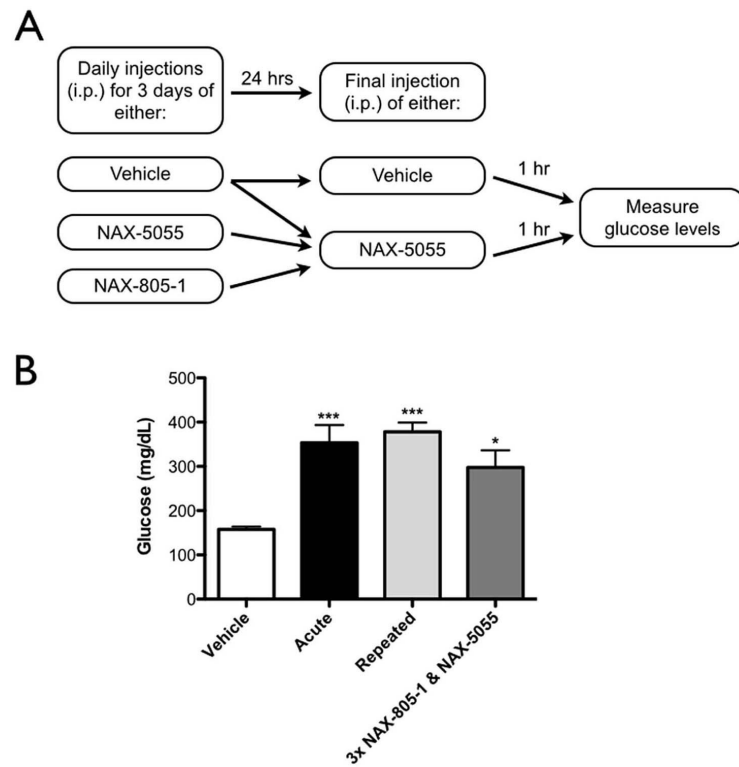 A
Daily injections
(i.p.) for 3 days of
either:
24 hrs
Final injection
(i.p.) of either:
Vehicle
Vehicle
1 hr
NAX-5055
NAX-5055
1 hr
Measure
glucose levels
NAX-805-1
B
Glucose (mg/dL)
500
400
300
200
100
0
***
***
*
Vehicle
Acute
Repeated
3x NAX-805-1 & NAX-5055